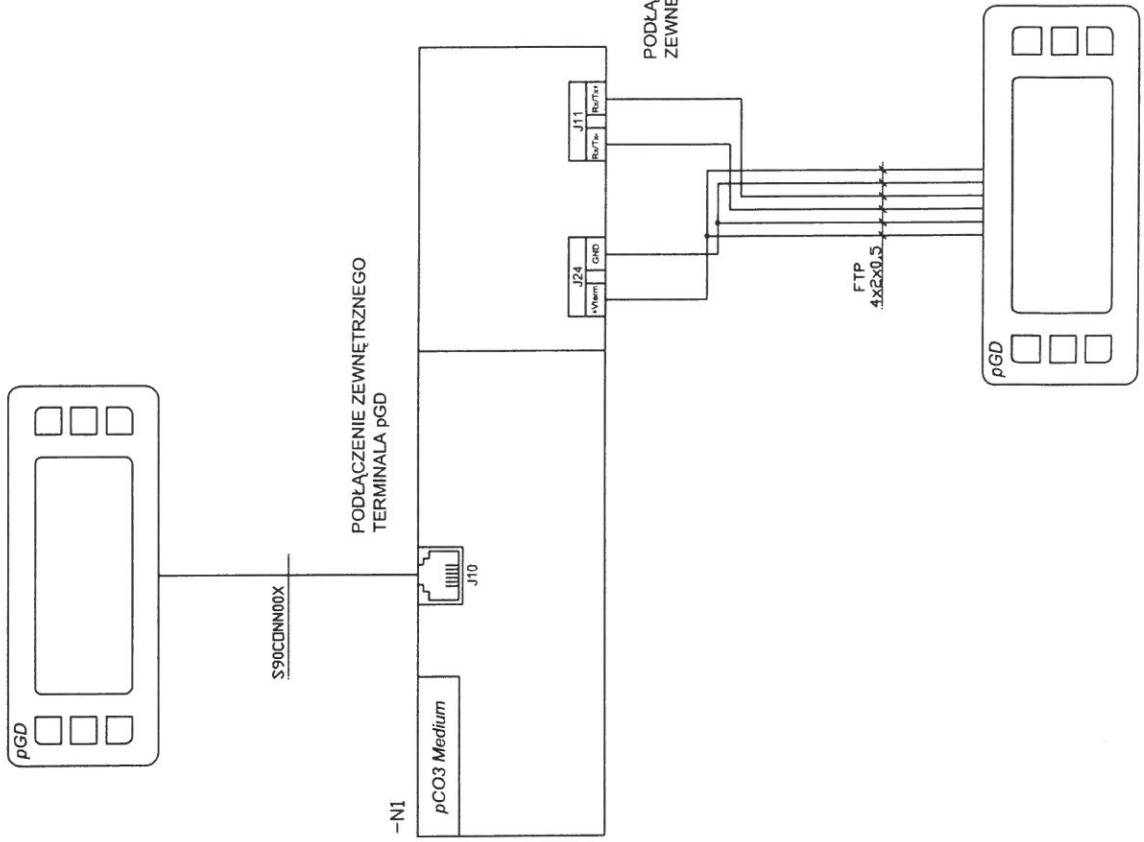 pGD
S90CONN00X
PODŁĄCZENIE ZEWNĘTRZNEGO
TERMINALA pGD
-N1
pCO3 Medium
J10
J24
+Vterm
GND
J11
Rx/Tx-
Rx/Tx+
PODŁĄ
ZEWNĘ
FTP
4x2x0.5
pGD